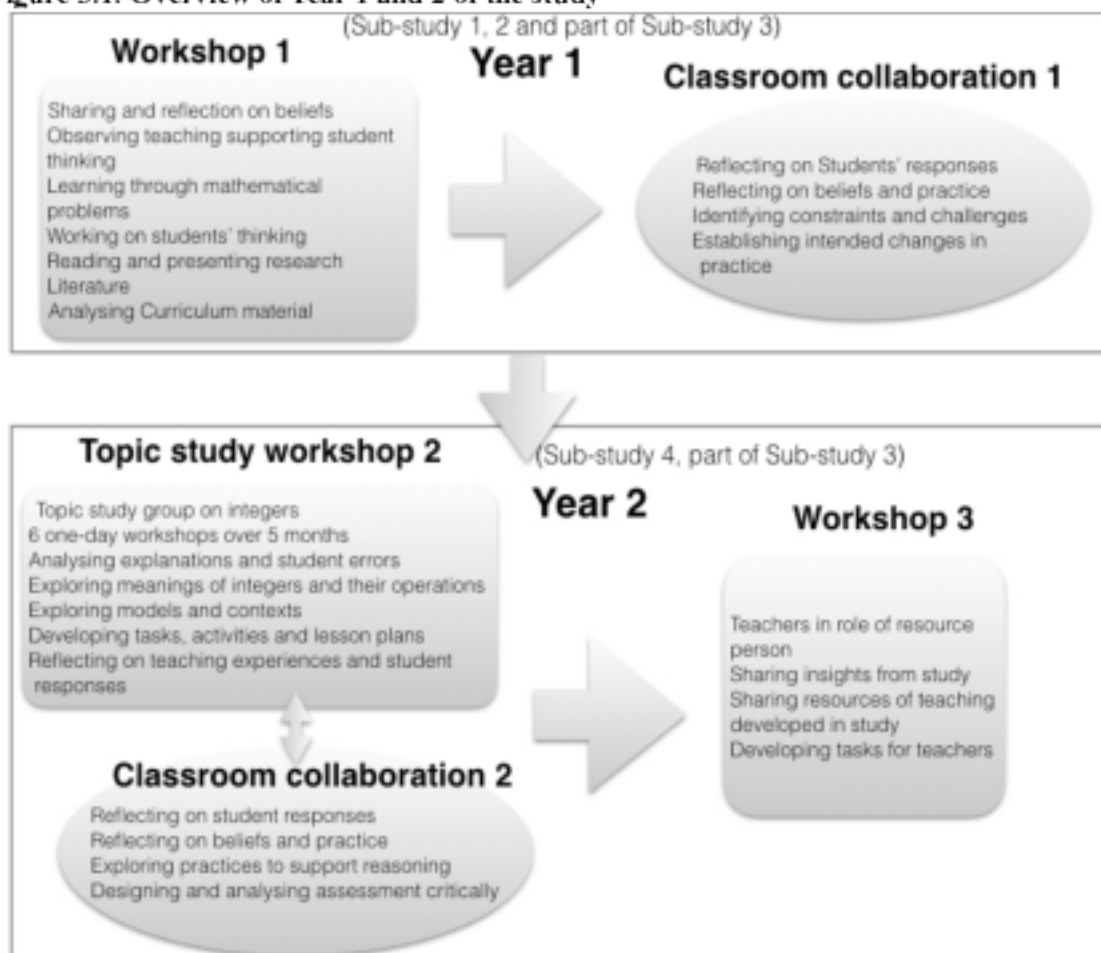 igure 3.1: Overview of Year 1 and 2 of the study
(Sub-study 1, 2 and part of Sub-study 3)
Workshop 1
Year 1
Classroom collaboration 1
Sharing and reflection on beliefs
Observing teaching supporting student
thinking
Learning through mathematical
problems
Working on students' thinking
Reading and presenting research
Literature
Analysing Curriculum material
Reflecting on Students' responses
Reflecting on beliefs and practice
Identifying constraints and challenges
Establishing intended changes in
practice
Topic study workshop 2
(Sub-study 4, part of Sub-study 3)
Year 2
Workshop 3
Topic study group on integers
6 one-day workshops over 5 months
Analysing explanations and student errors
Exploring meanings of integers and their operations
Exploring models and contexts
Developing tasks, activities and lesson plans
Reflecting on teaching experiences and student
responses
Teachers in role of resource
person
Sharing insights from study
Sharing resources of teaching
developed in study
Developing tasks for teachers
Classroom collaboration 2
Reflecting on student responses
Reflecting on beliefs and practice
Exploring practices to support reasoning
Designing and analysing assessment critically